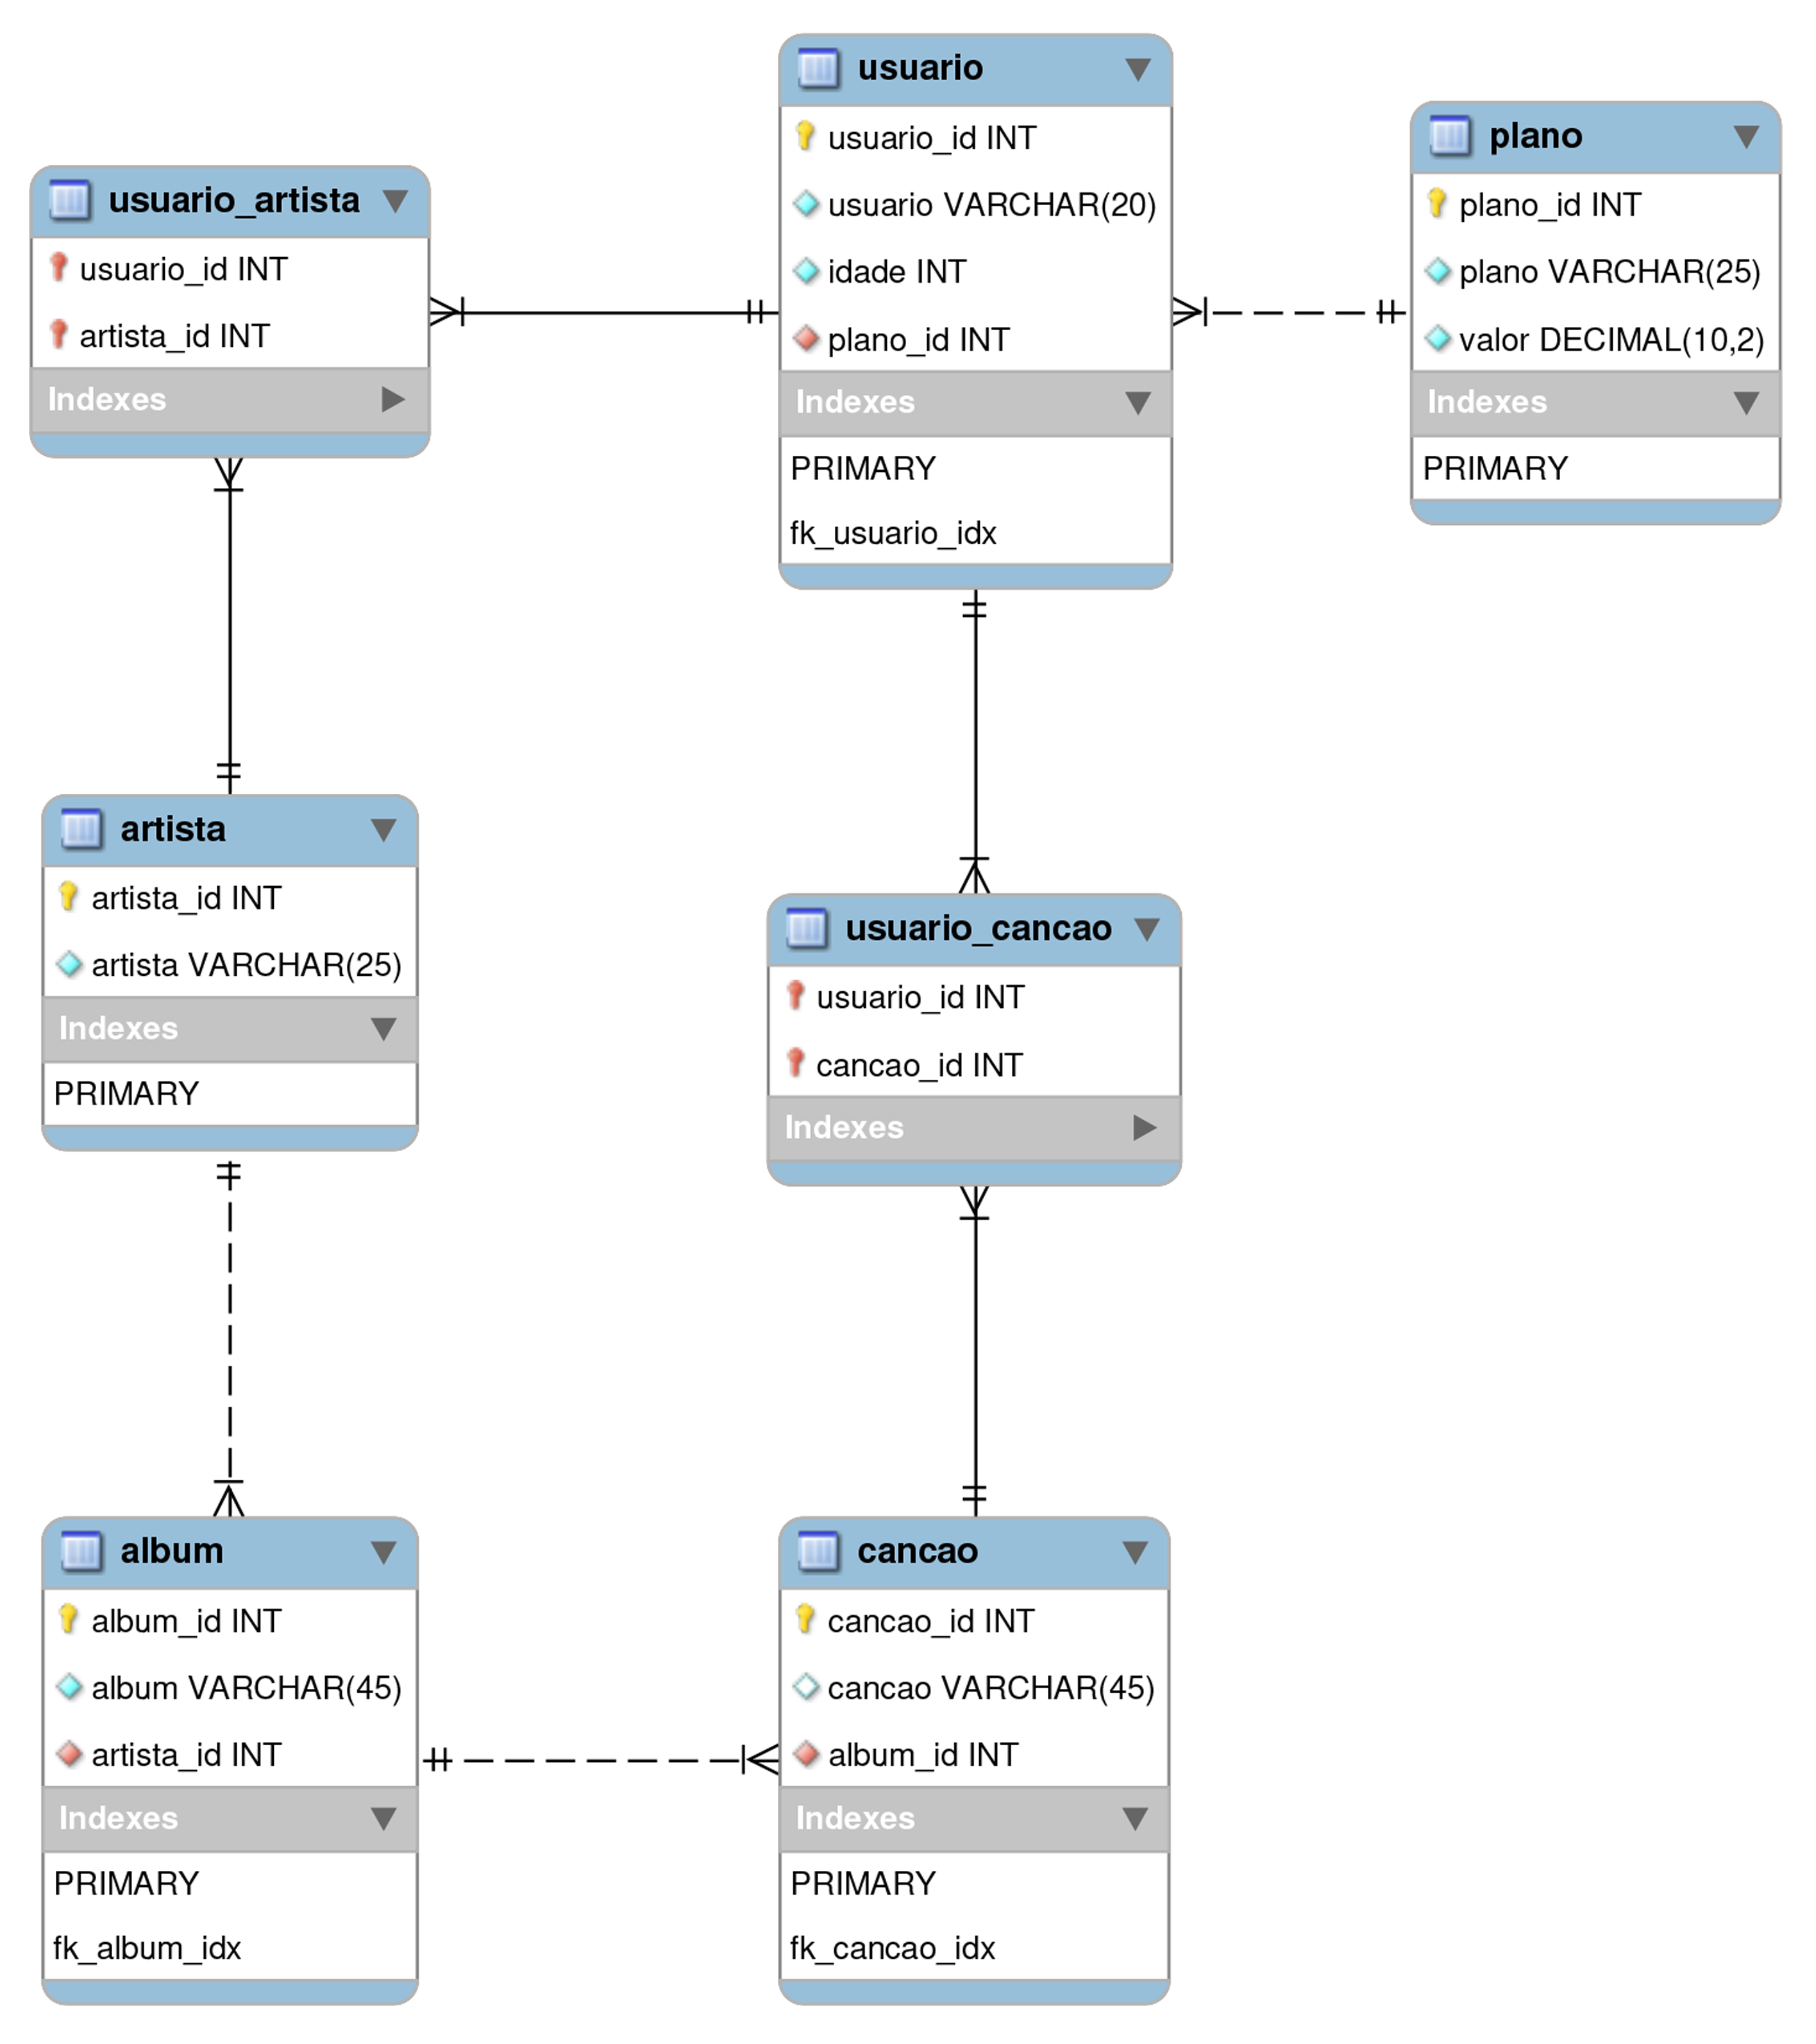 usuario
usuario_id INT
usuario VARCHAR(20)
idade INT
plano_id INT
Indexes
PRIMARY
fk_usuario_idx
plano
plano_id INT
plano VARCHAR(25)
valor DECIMAL(10,2)
Indexes
PRIMARY
usuario_artista
usuario_id INT
artista_id INT
Indexes
artista
artista_id INT
artista VARCHAR(25)
Indexes
PRIMARY
usuario_cancao
usuario_id INT
cancao_id INT
Indexes
album
album_id INT
album VARCHAR(45)
artista_id INT
Indexes
PRIMARY
fk_album_idx
cancao
cancao_id INT
cancao VARCHAR(45)
album_id INT
Indexes
PRIMARY
fk_cancao_idx